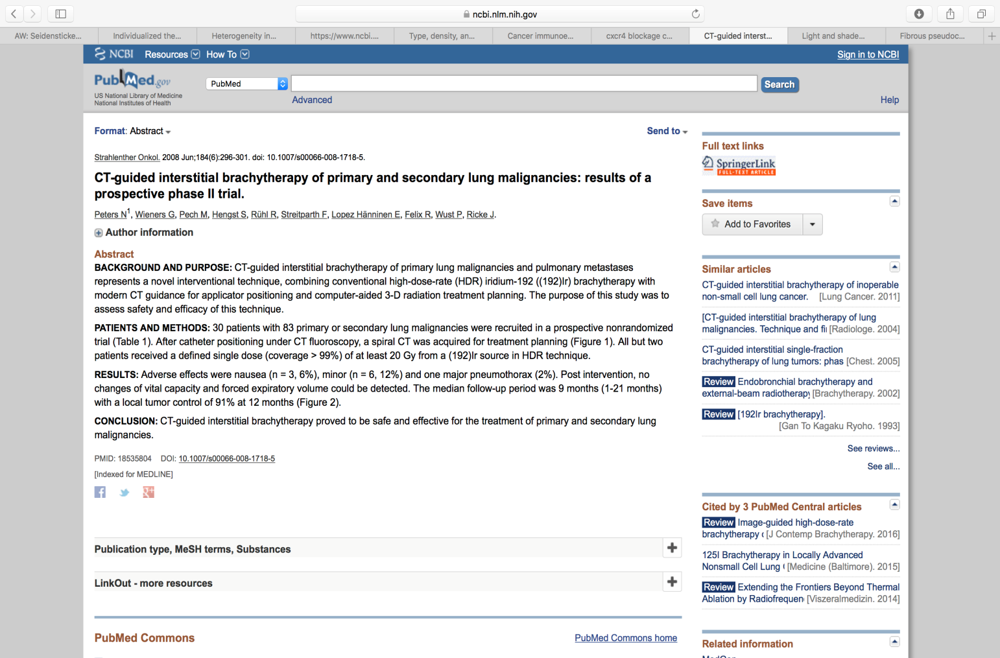 ncbi.nlm.nih.gov
AW: Seidensticke... Individualized the... Heterogeneity in... https://www.ncbi.... Type, density, an... Cancer immunoe... cxcr4 blockage c... CT-guided interst... Light and shade... Fibrous pseudoc...
NCBI Resources How To Sign in to NCBI
PubMed.gov
US National Library of Medicine
National Institutes of Health
PubMed
Search
Advanced
Help
Format: Abstract
Send to
Strahlenther Onkol. 2008 Jun;184(6):296-301. doi: 10.1007/s00066-008-1718-5.
CT-guided interstitial brachytherapy of primary and secondary lung malignancies: results of a
prospective phase II trial.
Peters N1, Wieners G, Pech M, Hengst S, Rühl R, Streitparth F, Lopez Hänninen E, Felix R, Wust P, Ricke J.
Author information
Abstract
BACKGROUND AND PURPOSE: CT-guided interstitial brachytherapy of primary lung malignancies and pulmonary metastases
represents a novel interventional technique, combining conventional high-dose-rate (HDR) iridium-192 ((192)Ir) brachytherapy with
modern CT guidance for applicator positioning and computer-aided 3-D radiation treatment planning. The purpose of this study was to
assess safety and efficacy of this technique.
PATIENTS AND METHODS: 30 patients with 83 primary or secondary lung malignancies were recruited in a prospective nonrandomized
trial (Table 1). After catheter positioning under CT fluoroscopy, a spiral CT was acquired for treatment planning (Figure 1). All but two
patients received a defined single dose (coverage > 99%) of at least 20 Gy from a (192)Ir source in HDR technique.
RESULTS: Adverse effects were nausea (n = 3, 6%), minor (n = 6, 12%) and one major pneumothorax (2%). Post intervention, no
changes of vital capacity and forced expiratory volume could be detected. The median follow-up period was 9 months (1-21 months)
with a local tumor control of 91% at 12 months (Figure 2).
CONCLUSION: CT-guided interstitial brachytherapy proved to be safe and effective for the treatment of primary and secondary lung
malignancies.
PMID: 18535804 DOI: 10.1007/s00066-008-1718-5
[Indexed for MEDLINE]
Publication type, MeSH terms, Substances
LinkOut - more resources
PubMed Commons
PubMed Commons home
Full text links
SpringerLink
FULL-TEXT ARTICLE
Save items
Add to Favorites
Similar articles
CT-guided interstitial brachytherapy of inoperable
non-small cell lung cancer. [Lung Cancer. 2011]
[CT-guided interstitial brachytherapy of lung
malignancies. Technique and fi [Radiologe. 2004]
CT-guided interstitial single-fraction
brachytherapy of lung tumors: phas [Chest. 2005]
Review Endobronchial brachytherapy and
external-beam radiotherapy [Brachytherapy. 2002]
Review [192Ir brachytherapy].
[Gan To Kagaku Ryoho. 1993]
See reviews...
See all...
Cited by 3 PubMed Central articles
Review Image-guided high-dose-rate
brachytherapy [J Contemp Brachytherapy. 2016]
125I Brachytherapy in Locally Advanced
Nonsmall Cell Lung [Medicine (Baltimore). 2015]
Review Extending the Frontiers Beyond Thermal
Ablation by Radiofrequen [Viszeralmedizin. 2014]
Related information